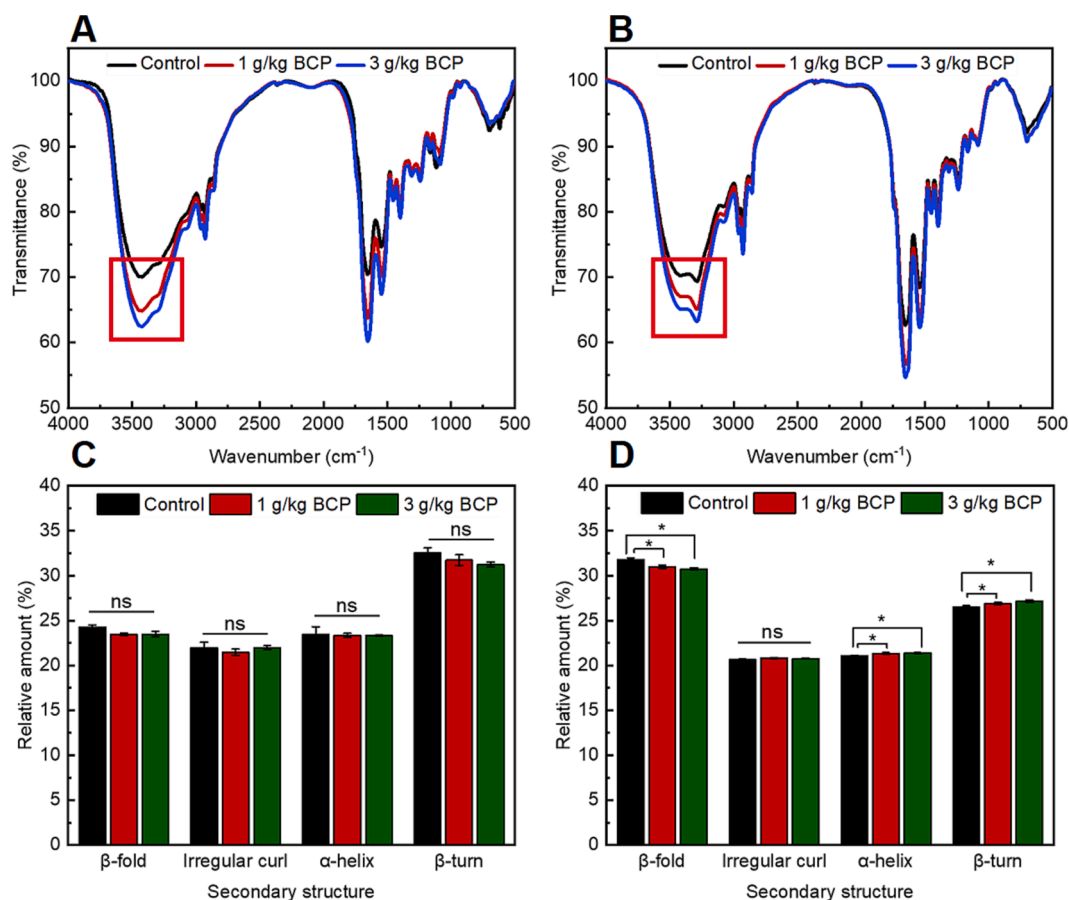 A
Control 1 g/kg BCP 3 g/kg BCP
100
90
80
70
60
50
Transmittance (%)
4000 3500 3000 2500 2000 1500 1000 500
Wavenumber (cm⁻¹)
B
Control 1 g/kg BCP 3 g/kg BCP
100
90
80
70
60
50
Transmittance (%)
4000 3500 3000 2500 2000 1500 1000 500
Wavenumber (cm⁻¹)
C
Control 1 g/kg BCP 3 g/kg BCP
40
35
30
25
20
15
10
5
0
Relative amount (%)
ns ns ns ns
β-fold Irregular curl α-helix β-turn
Secondary structure
D
Control 1 g/kg BCP 3 g/kg BCP
40
35
30
25
20
15
10
5
0
Relative amount (%)
* * ns * * * *
β-fold Irregular curl α-helix β-turn
Secondary structure